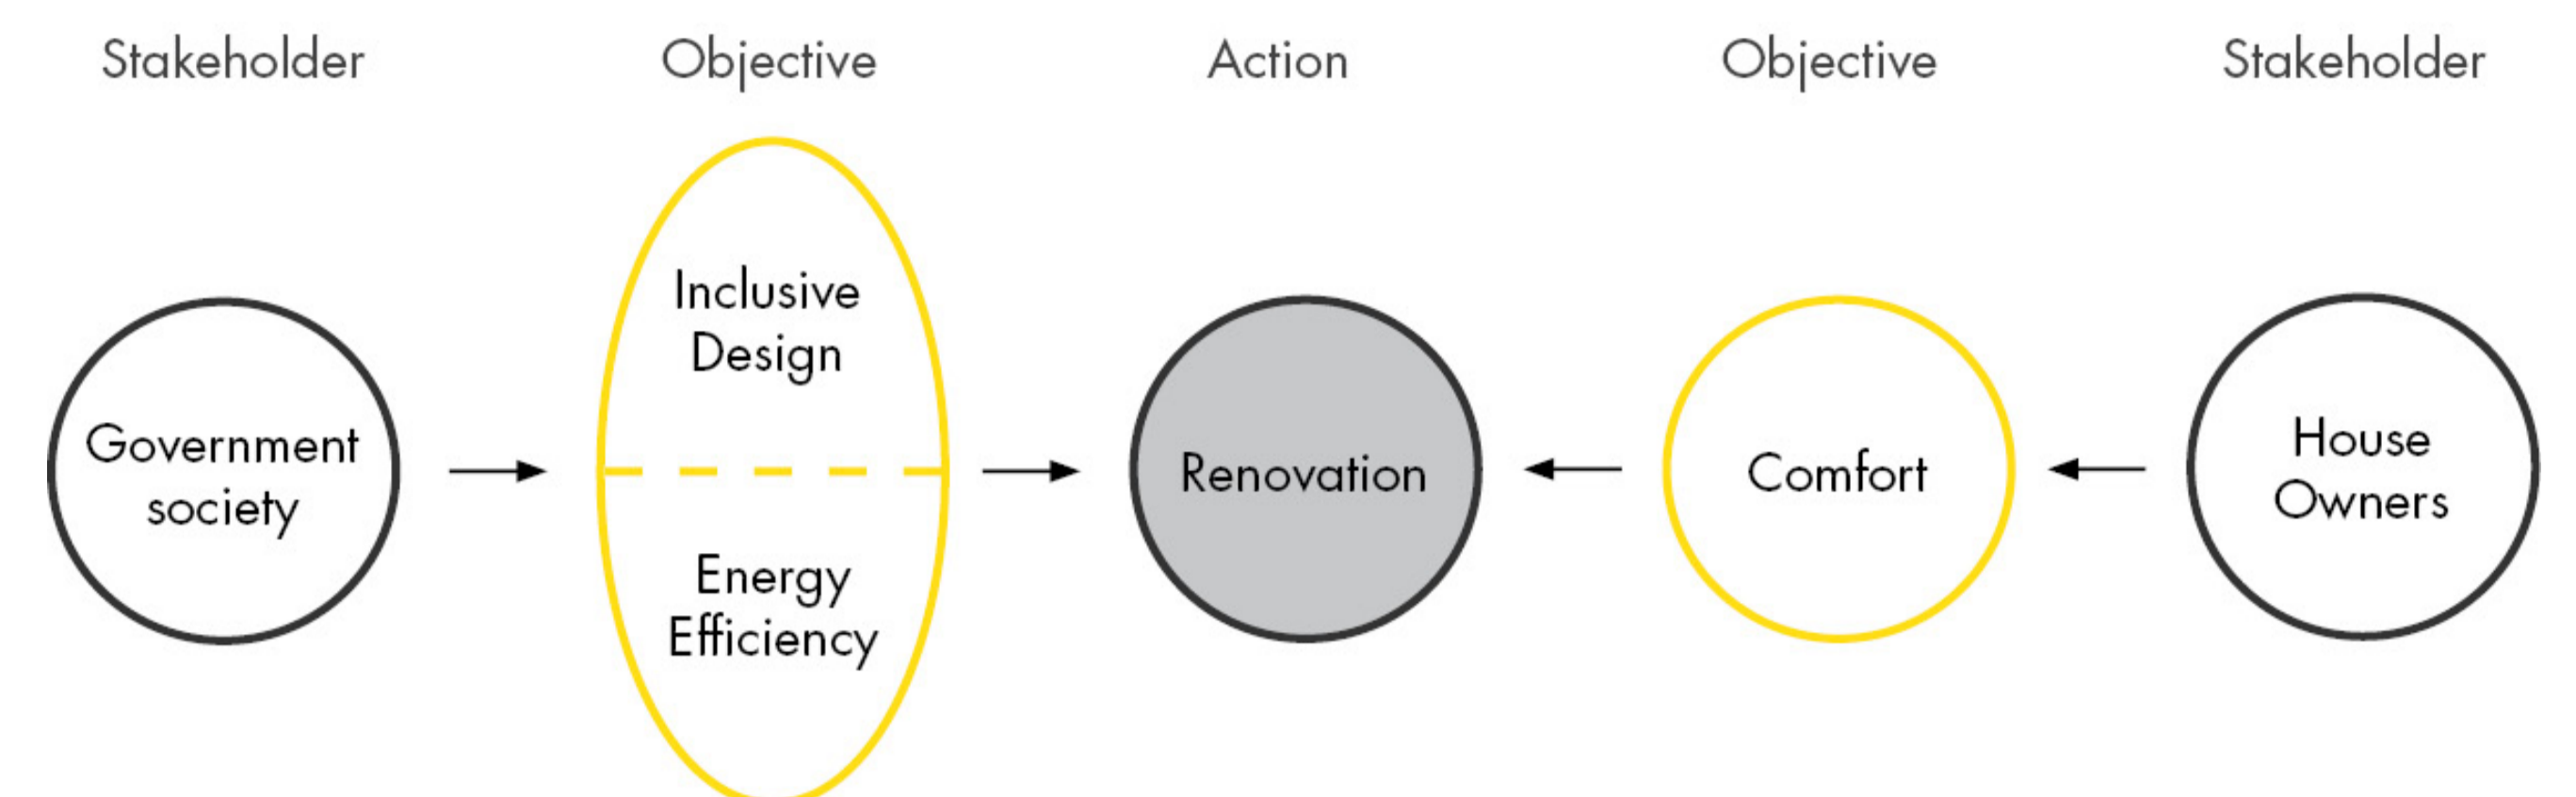 Stakeholder
Objective
Action
Objective
Stakeholder
Government
society
Inclusive
Design
Energy
Efficiency
Renovation
Comfort
House
Owners